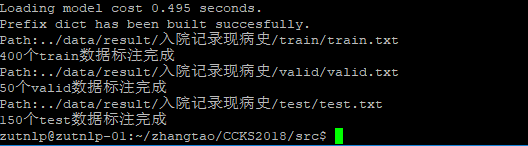 Loading model cost 0.495 seconds.
Prefix dict has been built succesfully.
Path:../data/result/入院记录现病史/train/train.txt
400个train数据标注完成
Path:../data/result/入院记录现病史/valid/valid.txt
50个valid数据标注完成
Path:../data/result/入院记录现病史/test/test.txt
150个test数据标注完成
zutnlp@zutnlp-01:~/zhangtao/CCKS2018/src$